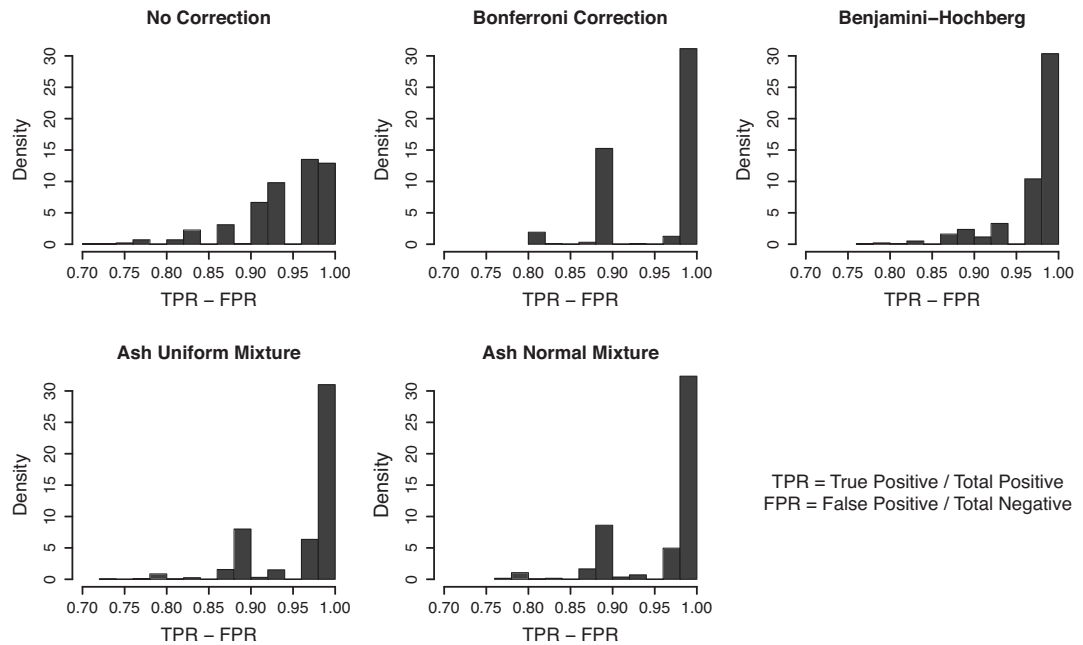 No Correction
Bonferroni Correction
Benjamini−Hochberg
Density
0 5 10 15 20 25 30
0.70 0.75 0.80 0.85 0.90 0.95 1.00
TPR − FPR
Density
0 5 10 15 20 25 30
0.70 0.75 0.80 0.85 0.90 0.95 1.00
TPR − FPR
Density
0 5 10 15 20 25 30
0.70 0.75 0.80 0.85 0.90 0.95 1.00
TPR − FPR
Ash Uniform Mixture
Ash Normal Mixture
Density
0 5 10 15 20 25 30
0.70 0.75 0.80 0.85 0.90 0.95 1.00
TPR − FPR
Density
0 5 10 15 20 25 30
0.70 0.75 0.80 0.85 0.90 0.95 1.00
TPR − FPR
TPR = True Positive / Total Positive
FPR = False Positive / Total Negative